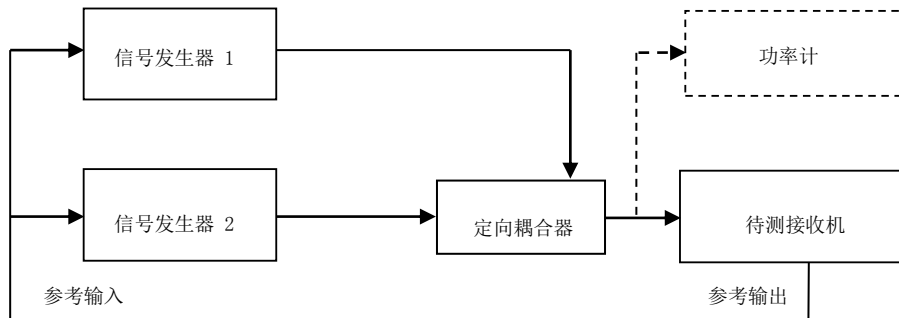 信号发生器 1
功率计
信号发生器 2
定向耦合器
待测接收机
参考输入
参考输出